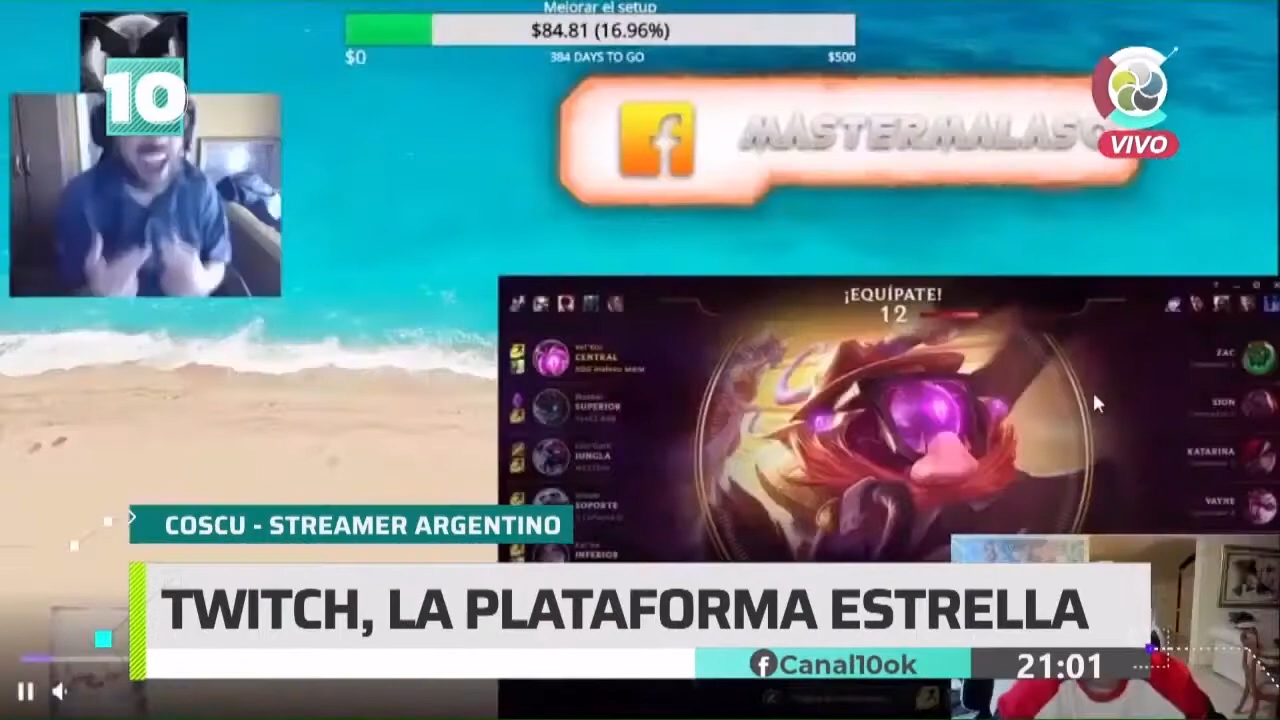 Mejorar el setup
$84.81 (16.96%)
$0
384 DAYS TO GO
$500
10
MASTERMALASO
VIVO
¡EQUÍPATE!
12
CENTRAL
SUPERIOR
JUNGLA
SOPORTE
INFERIOR
ZAC
SION
KATARINA
VAYNE
COSCU - STREAMER ARGENTINO
TWITCH, LA PLATAFORMA ESTRELLA
Canal10ok
21:01